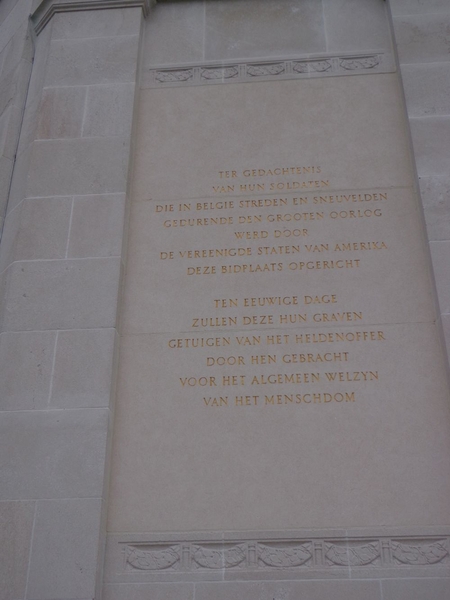 TER GEDACHTENIS
VAN HUN SOLDATEN
DIE IN BELGIE STREDEN EN SNEUVELDEN
GEDURENDE DEN GROOTEN OORLOG
WERD DOOR
DE VEREENIGDE STATEN VAN AMERIKA
DEZE BIDPLAATS OPGERICHT
TEN EEUWIGE DAGE
ZULLEN DEZE HUN GRAVEN
GETUIGEN VAN HET HELDENOFFER
DOOR HEN GEBRACHT
VOOR HET ALGEMEEN WELZYN
VAN HET MENSCHDOM